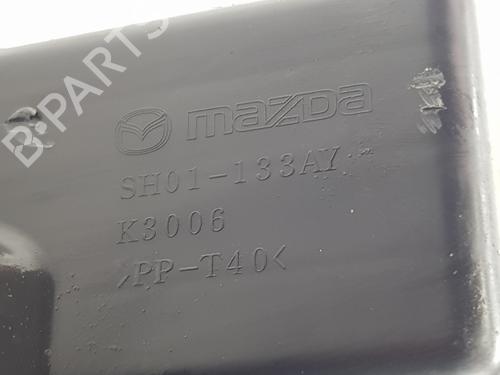 B-PARTS
mazda
SH01-133AY
K3006
>PP-T40<